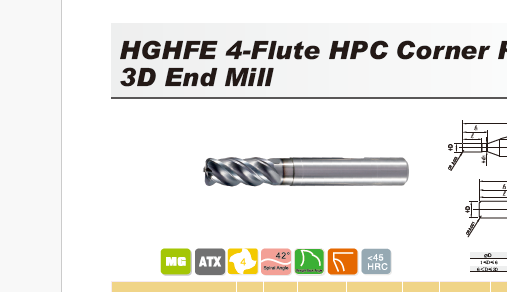 HGHFE 4-Flute HPC Corner
3D End Mill
MG
ATX
4
42°
Spiral Angle
<45
HRC